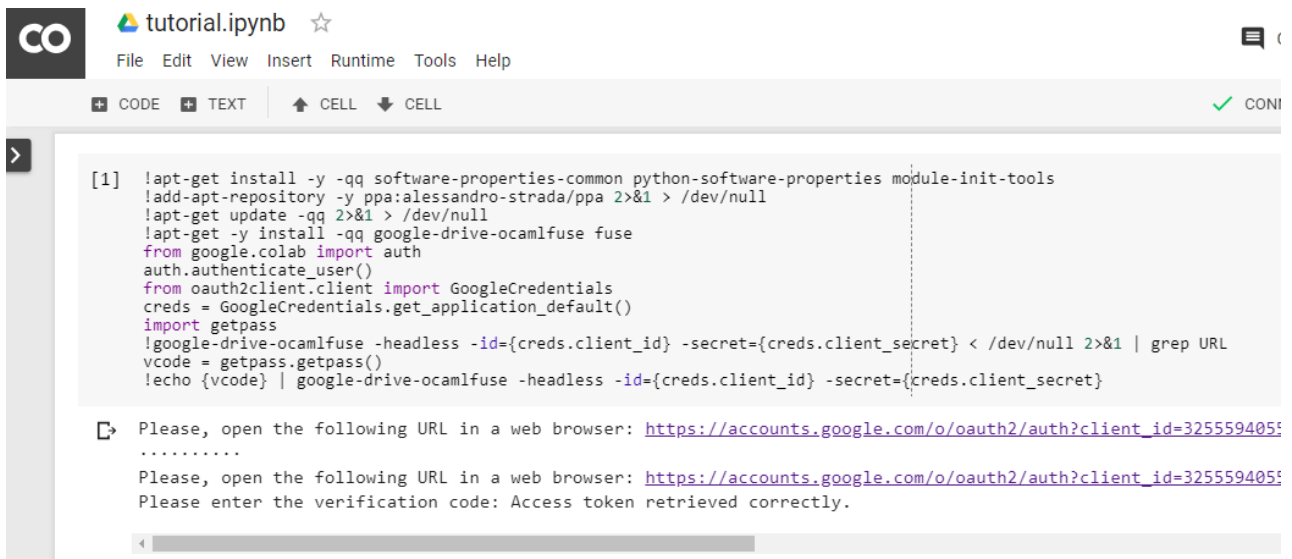 CO
tutorial.ipynb
File Edit View Insert Runtime Tools Help
CODE TEXT CELL CELL
[1] !apt-get install -y -qq software-properties-common python-software-properties module-init-tools
!add-apt-repository -y ppa:alessandro-strada/ppa 2>&1 > /dev/null
!apt-get update -qq 2>&1 > /dev/null
!apt-get -y install -qq google-drive-ocamlfuse fuse
from google.colab import auth
auth.authenticate_user()
from oauth2client.client import GoogleCredentials
creds = GoogleCredentials.get_application_default()
import getpass
!google-drive-ocamlfuse -headless -id={creds.client_id} -secret={creds.client_secret} < /dev/null 2>&1 | grep URL
vcode = getpass.getpass()
!echo {vcode} | google-drive-ocamlfuse -headless -id={creds.client_id} -secret={creds.client_secret}
Please, open the following URL in a web browser: https://accounts.google.com/o/oauth2/auth?client_id=3255594055
..........
Please, open the following URL in a web browser: https://accounts.google.com/o/oauth2/auth?client_id=3255594055
Please enter the verification code: Access token retrieved correctly.